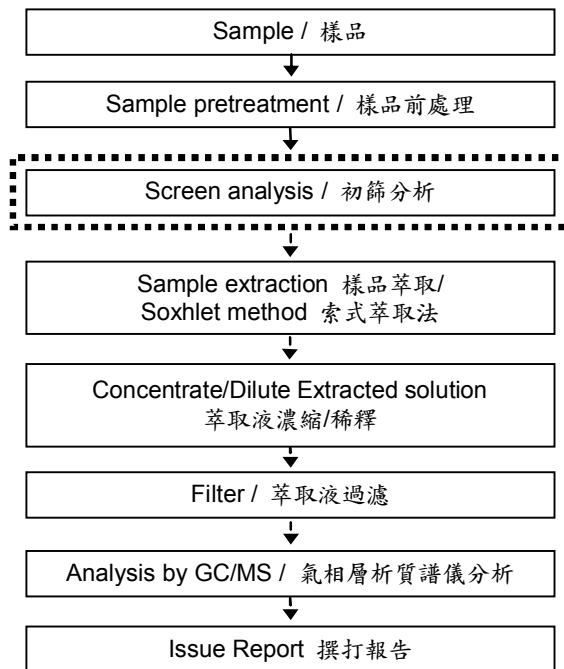 Sample / 樣品
Sample pretreatment / 樣品前處理
Screen analysis / 初篩分析
Sample extraction 樣品萃取/
Soxhlet method 索式萃取法
Concentrate/Dilute Extracted solution
萃取液濃縮/稀釋
Filter / 萃取液過濾
Analysis by GC/MS / 氣相層析質譜儀分析
Issue Report 撰打報告